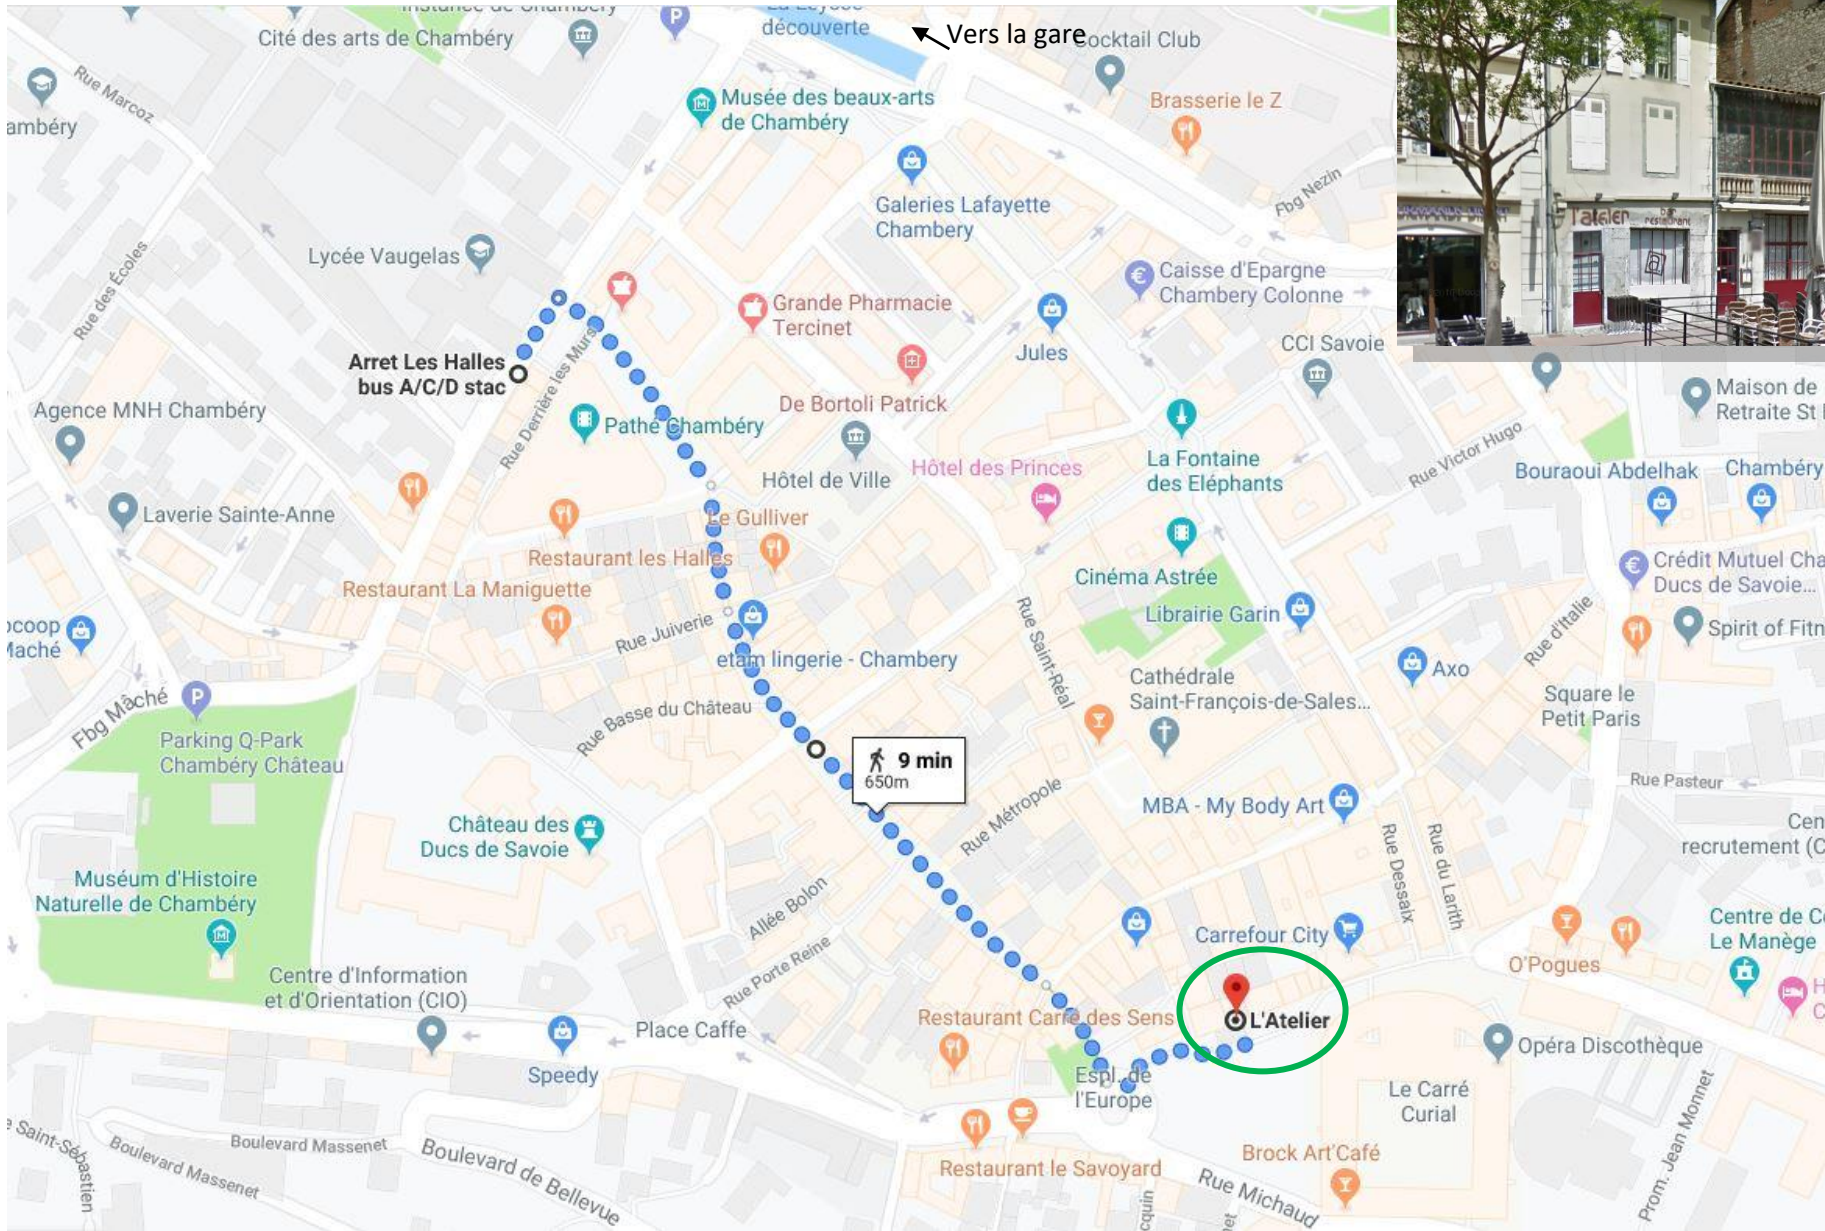 Instance de Chambéry
La Leysse
découverte
Vers la gare
Cité des arts de Chambéry
Cocktail Club
Rue Marcoz
ambéry
Musée des beaux-arts
de Chambéry
Brasserie le Z
Galeries Lafayette
Chambery
Fbg Nezin
l'atelier
bar
restaurant
Lycée Vaugelas
Rue des Écoles
Caisse d'Epargne
Chambery Colonne
Grande Pharmacie
Tercinet
Jules
CCI Savoie
Arret Les Halles
bus A/C/D stac
Rue Derrière les Murs
Agence MNH Chambéry
De Bortoli Patrick
Maison de
Retraite St
Pathé Chambéry
Rue Victor Hugo
Hôtel de Ville
Hôtel des Princes
La Fontaine
des Eléphants
Bouraoui Abdelhak
Chambéry
Laverie Sainte-Anne
Le Gulliver
Restaurant les Halles
Restaurant La Maniguette
Cinéma Astrée
Crédit Mutuel Cha
Ducs de Savoie...
Librairie Garin
ocoop
Maché
Rue Juiverie
Rue Saint-Réal
Rue d'Italie
Spirit of Fitn
etam lingerie - Chambery
Axo
Cathédrale
Saint-François-de-Sales...
Square le
Petit Paris
Fbg Mâché
P
Rue Basse du Château
Parking Q-Park
Chambéry Château
9 min
650m
Rue Pasteur
Rue Métropole
MBA - My Body Art
Château des
Ducs de Savoie
Cen
recrutement (C
Rue Dessaix
Rue du Larith
Muséum d'Histoire
Naturelle de Chambéry
Allée Bolon
Carrefour City
Centre de C
Le Manège
Centre d'Information
et d'Orientation (CIO)
Rue Porte Reine
O'Pogues
H
C
Place Caffe
Restaurant Carré des Sens
L'Atelier
Opéra Discothèque
Speedy
Espl. de
l'Europe
Le Carré
Curial
Saint-Sébastien
Boulevard Massenet
Boulevard Massenet
Boulevard de Bellevue
Restaurant le Savoyard
Brock Art'Café
Rue Michaud
Prom. Jean Monnet
cquin
net